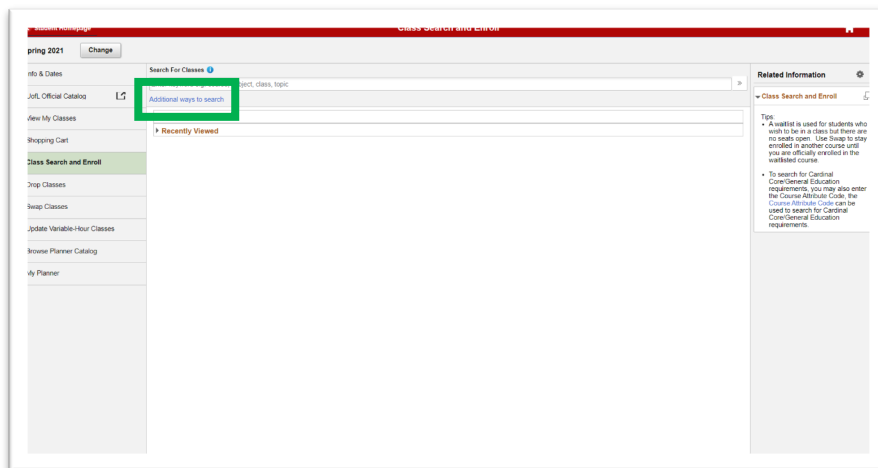 Student Homepage
Class Search and Enroll
pring 2021
Change
nfo & Dates
UofL Official Catalog
View My Classes
Shopping Cart
Class Search and Enroll
Drop Classes
Swap Classes
Update Variable-Hour Classes
Browse Planner Catalog
My Planner
Search For Classes
ject, class, topic
Additional ways to search
Recently Viewed
Related Information
Class Search and Enroll
Tips:
• A waitlist is used for students who
wish to be in a class but there are
no seats open. Use Swap to stay
enrolled in another course until
you are officially enrolled in the
waitlisted course.
• To search for Cardinal
Core/General Education
requirements, you may also enter
the Course Attribute Code, the
Course Attribute Code can be
used to search for Cardinal
Core/General Education
requirements.